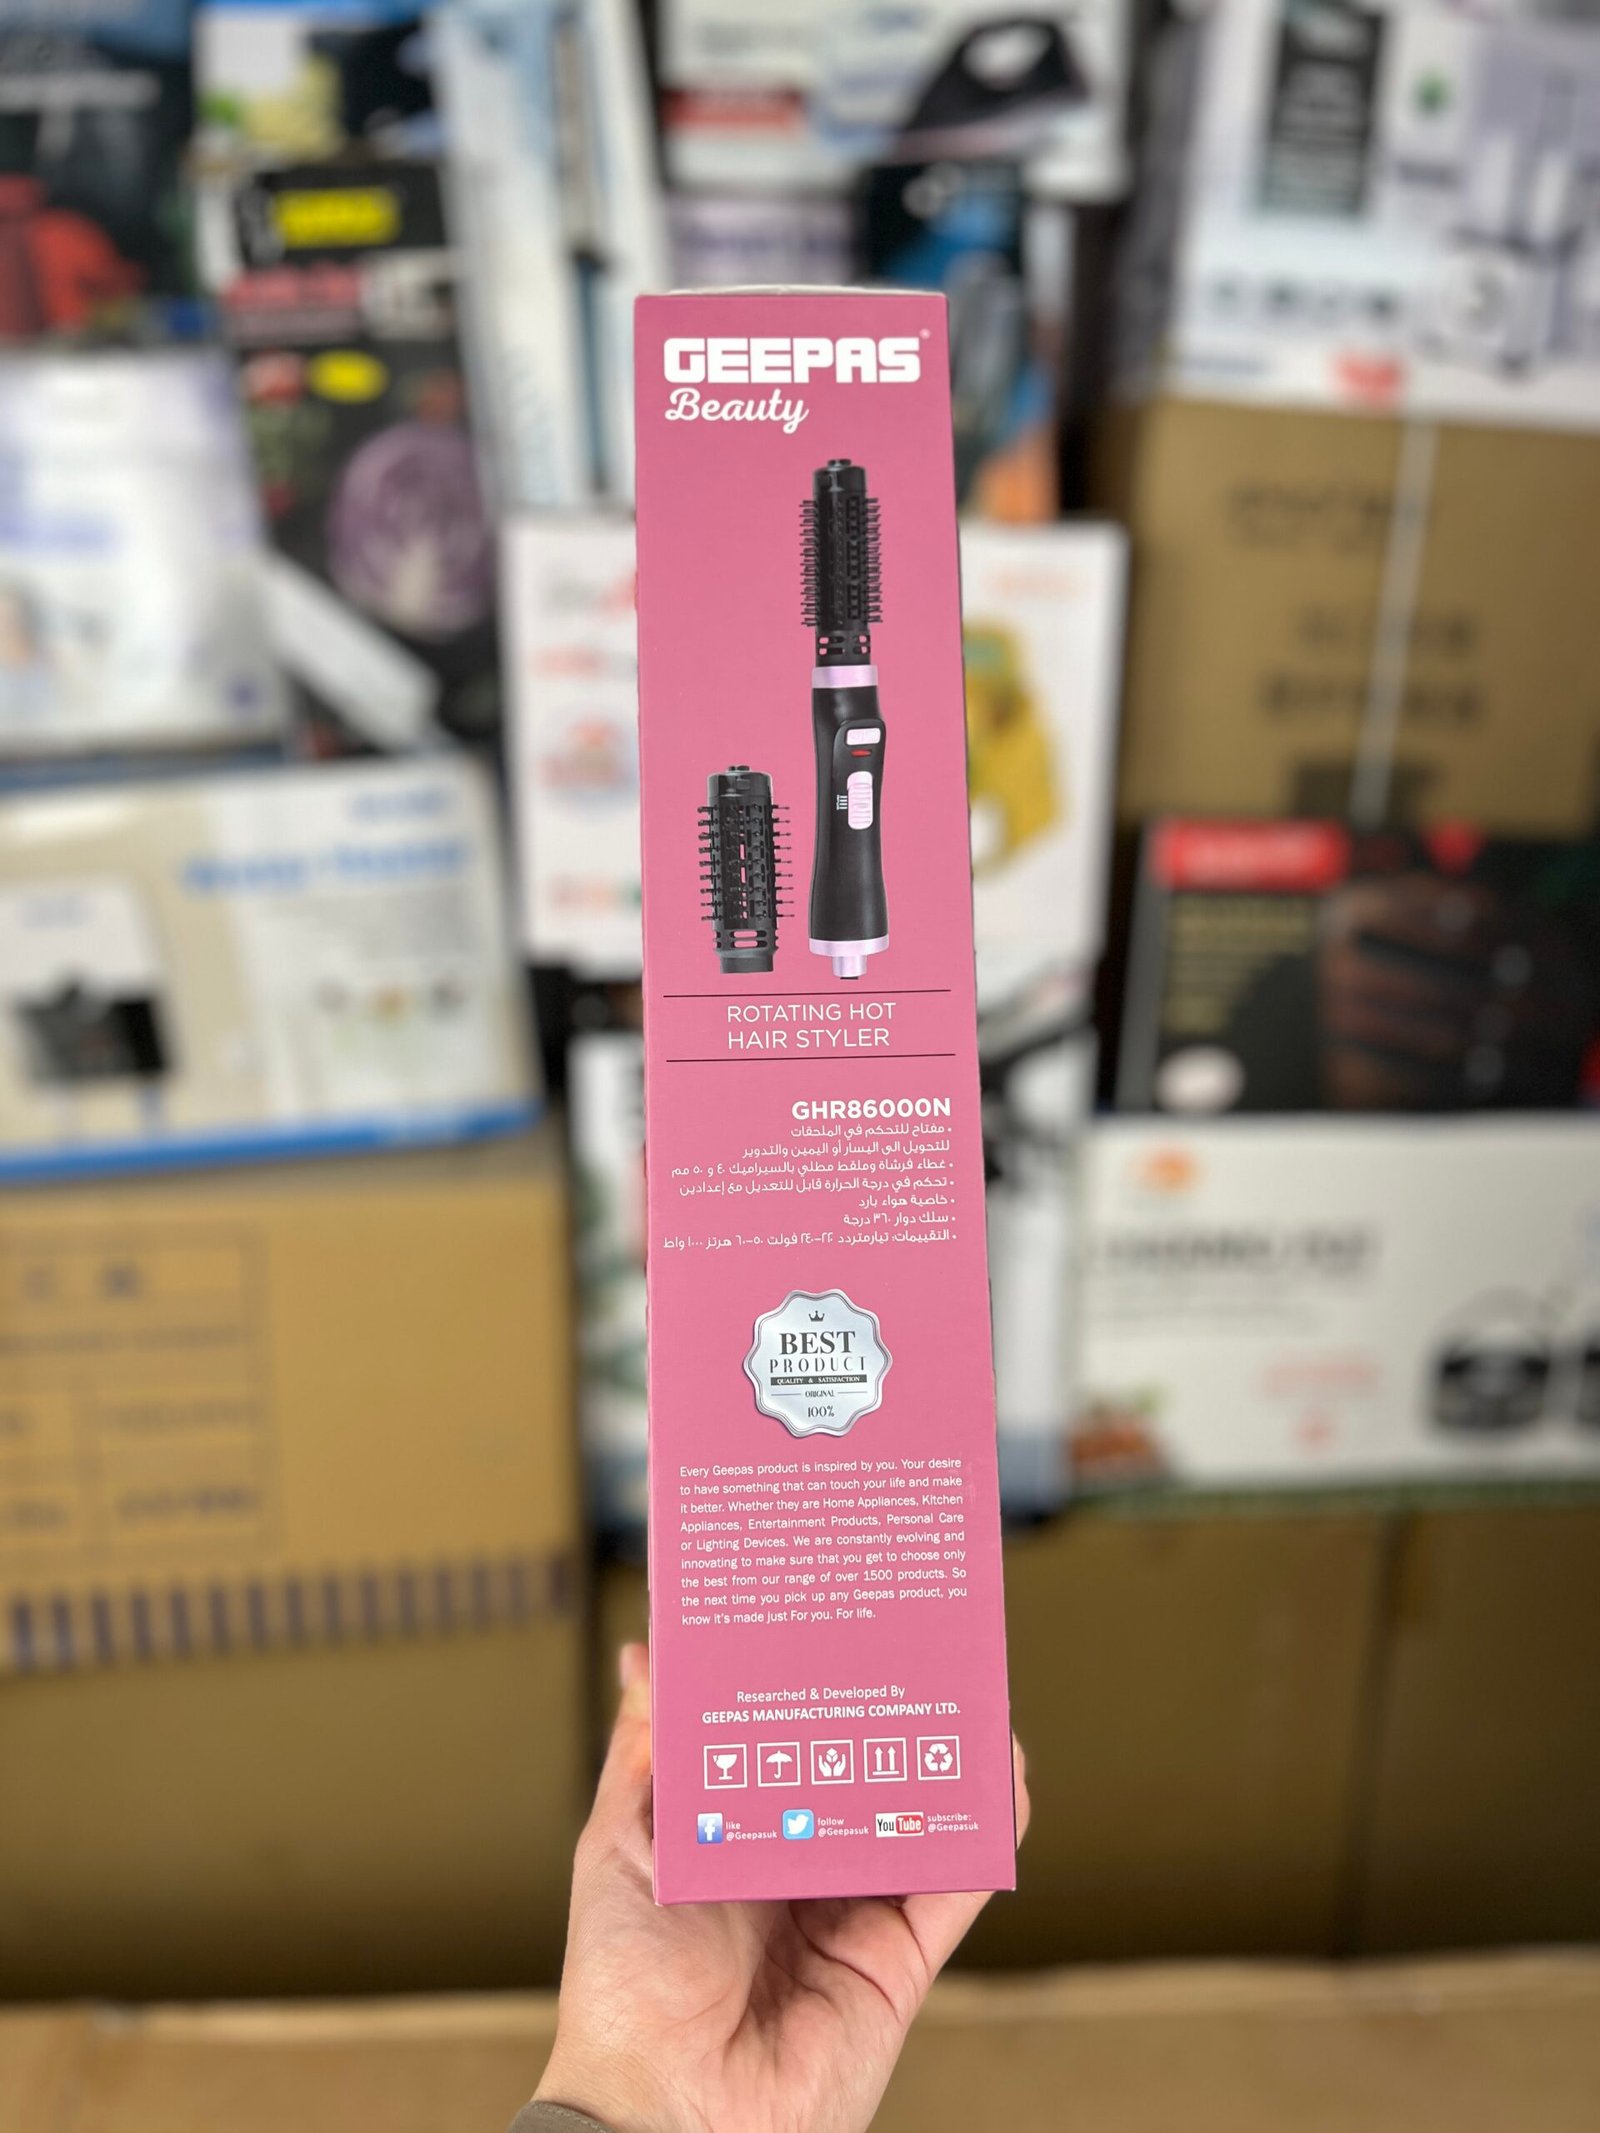 GEEPAS®
Beauty
ROTATING HOT
HAIR STYLER
GHR86000N
• مفتاح للتحكم في الملحقات
للتحويل الى اليسار أو اليمين والتدوير
• غطاء فرشاة وملقط مطلي بالسيراميك ٤٠ و ٥٠ مم
• تحكم في درجة الحرارة قابل للتعديل مع إعدادين
• خاصية هواء بارد
• سلك دوار ٣٦٠ درجة
• التقييمات: تيارمتردد ٢٢٠-٢٤٠ فولت ٥٠-٦٠ هرتز ١٠٠٠ واط
BEST
PRODUCT
QUALITY & SATISFACTION
ORIGINAL
100%
Every Geepas product is inspired by you. Your desire
to have something that can touch your life and make
it better. Whether they are Home Appliances, Kitchen
Appliances, Entertainment Products, Personal Care
or Lighting Devices. We are constantly evolving and
innovating to make sure that you get to choose only
the best from our range of over 1500 products. So
the next time you pick up any Geepas product, you
know it's made Just For you. For life.
Researched & Developed By
GEEPAS MANUFACTURING COMPANY LTD.
like
@Geepasuk
follow
@Geepasuk
YouTube
subscribe:
@Geepasuk